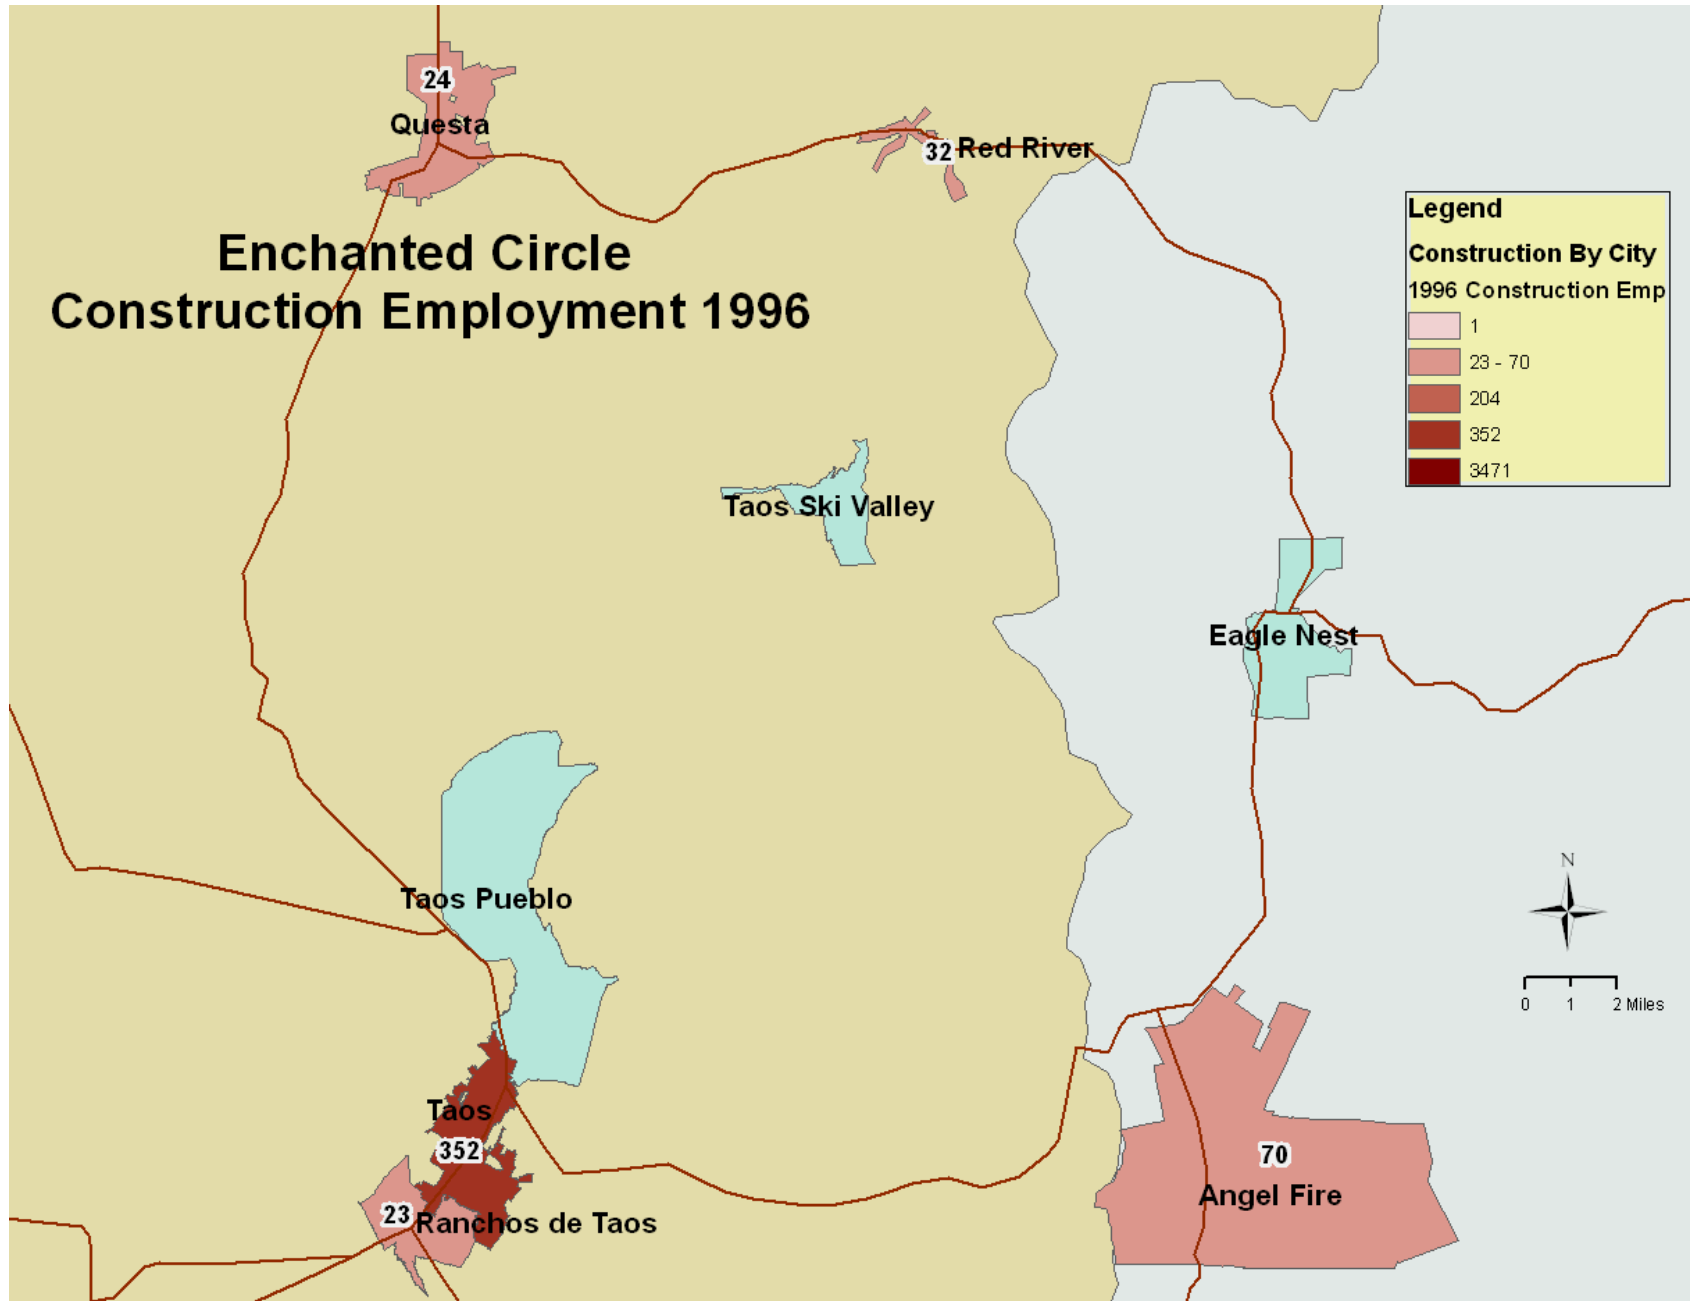 24
Questa
32 Red River
Enchanted Circle
Construction Employment 1996
Legend
Construction By City
1996 Construction Emp
1
23 - 70
204
352
3471
Taos Ski Valley
Eagle Nest
Taos Pueblo
N
0 1 2 Miles
Taos
352
70
Angel Fire
23 Ranchos de Taos